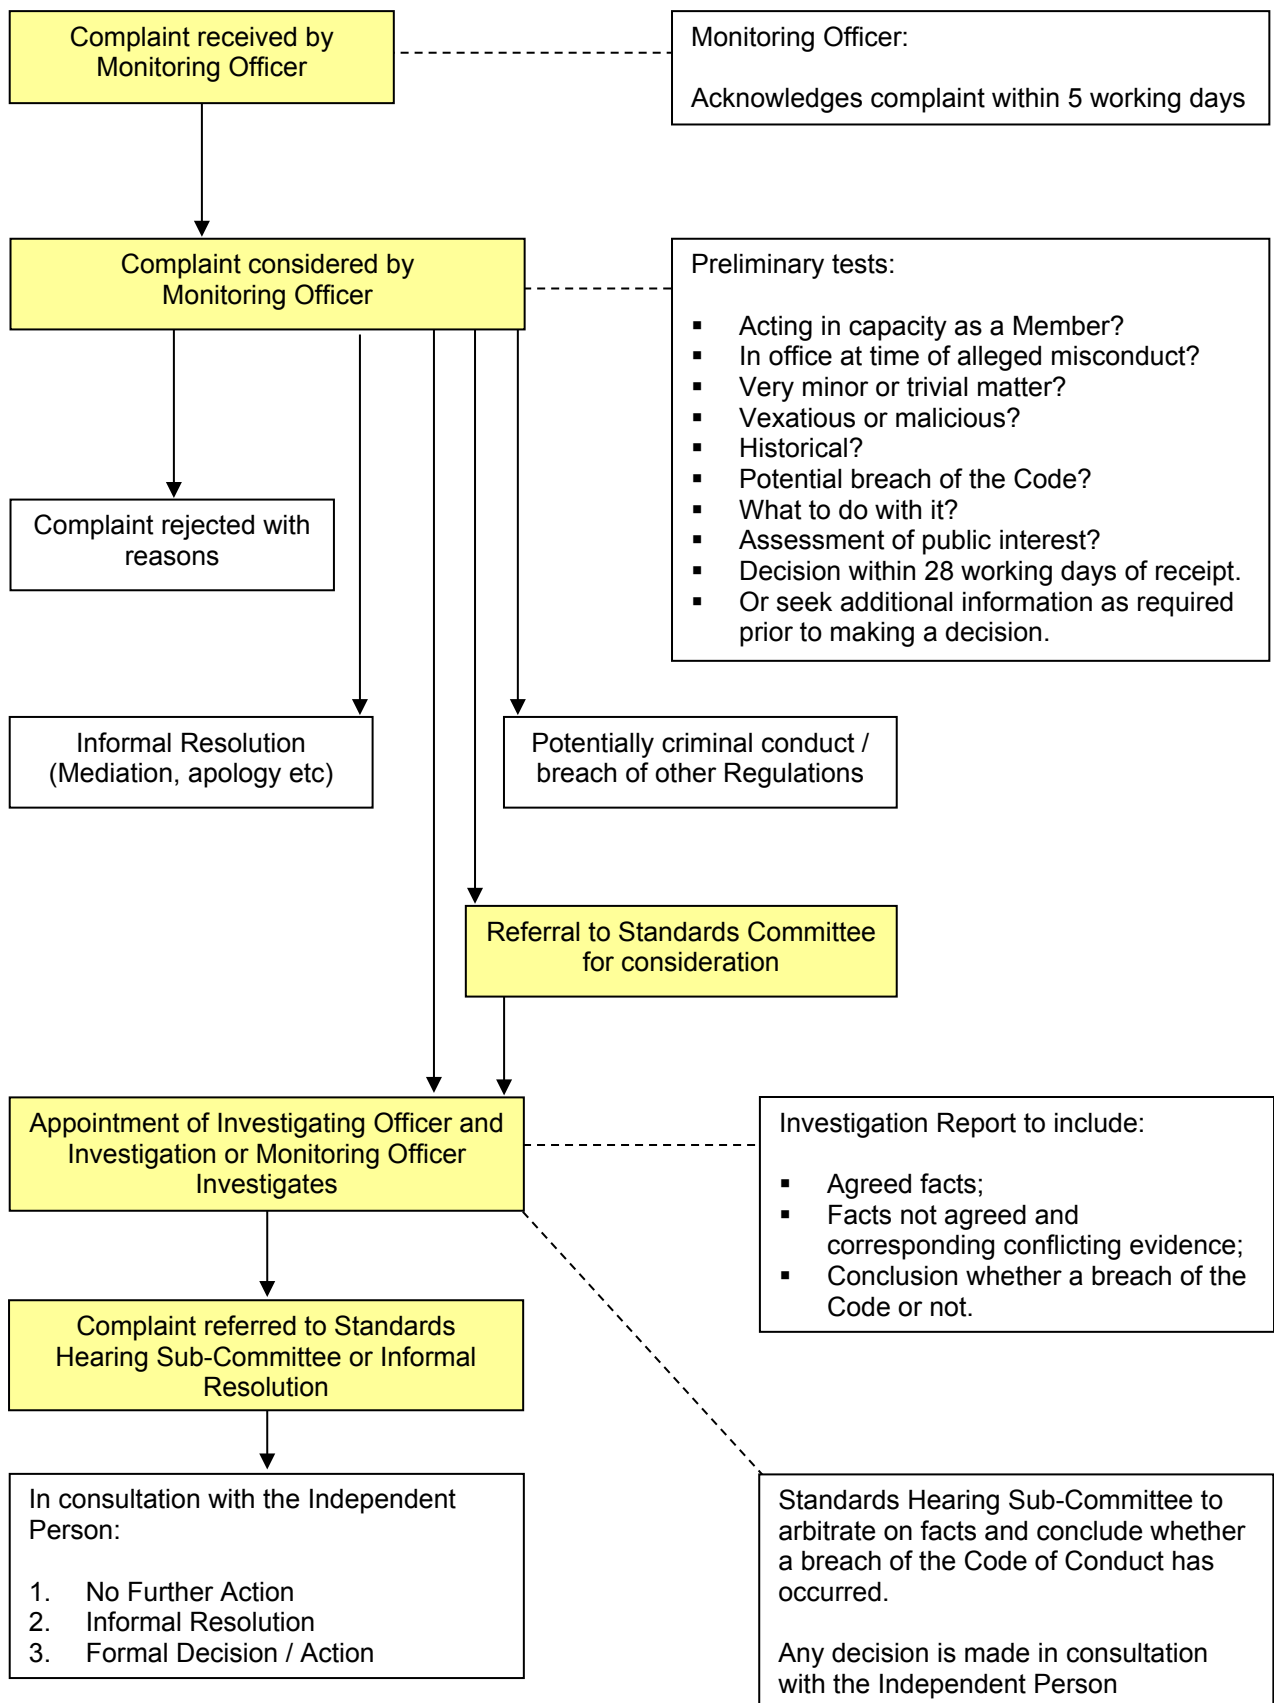 Complaint received by
Monitoring Officer
Monitoring Officer:
Acknowledges complaint within 5 working days
Complaint considered by
Monitoring Officer
Preliminary tests:
▪ Acting in capacity as a Member?
▪ In office at time of alleged misconduct?
▪ Very minor or trivial matter?
▪ Vexatious or malicious?
▪ Historical?
▪ Potential breach of the Code?
▪ What to do with it?
▪ Assessment of public interest?
▪ Decision within 28 working days of receipt.
▪ Or seek additional information as required
prior to making a decision.
Complaint rejected with
reasons
Informal Resolution
(Mediation, apology etc)
Potentially criminal conduct /
breach of other Regulations
Referral to Standards Committee
for consideration
Appointment of Investigating Officer and
Investigation or Monitoring Officer
Investigates
Investigation Report to include:
▪ Agreed facts;
▪ Facts not agreed and
corresponding conflicting evidence;
▪ Conclusion whether a breach of the
Code or not.
Complaint referred to Standards
Hearing Sub-Committee or Informal
Resolution
In consultation with the Independent
Person:
1. No Further Action
2. Informal Resolution
3. Formal Decision / Action
Standards Hearing Sub-Committee to
arbitrate on facts and conclude whether
a breach of the Code of Conduct has
occurred.
Any decision is made in consultation
with the Independent Person